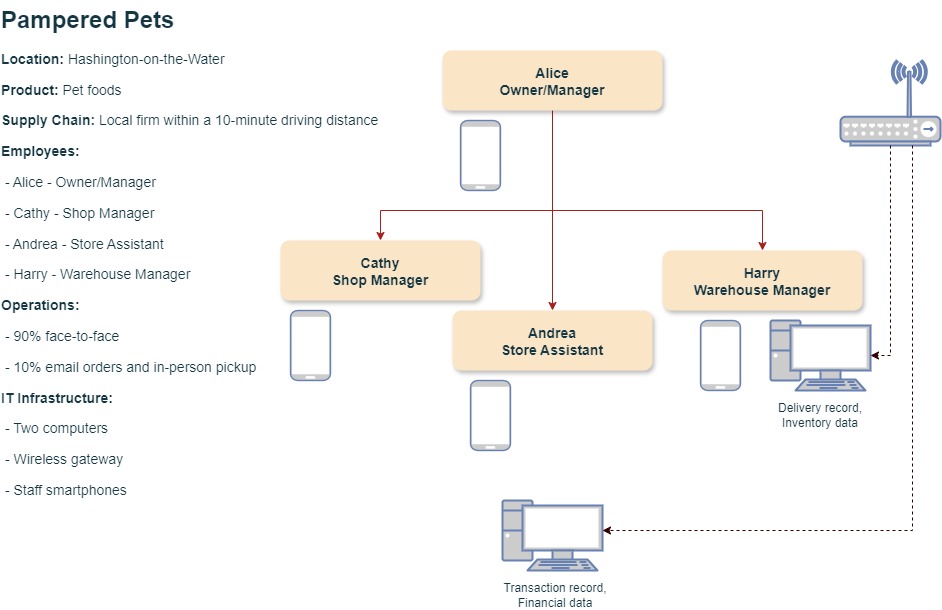 Pampered Pets
Location: Hashington-on-the-Water
Product: Pet foods
Supply Chain: Local firm within a 10-minute driving distance
Employees:
- Alice - Owner/Manager
- Cathy - Shop Manager
- Andrea - Store Assistant
- Harry - Warehouse Manager
Operations:
- 90% face-to-face
- 10% email orders and in-person pickup
IT Infrastructure:
- Two computers
- Wireless gateway
- Staff smartphones
Alice
Owner/Manager
Cathy
Shop Manager
Andrea
Store Assistant
Harry
Warehouse Manager
Delivery record,
Inventory data
Transaction record,
Financial data